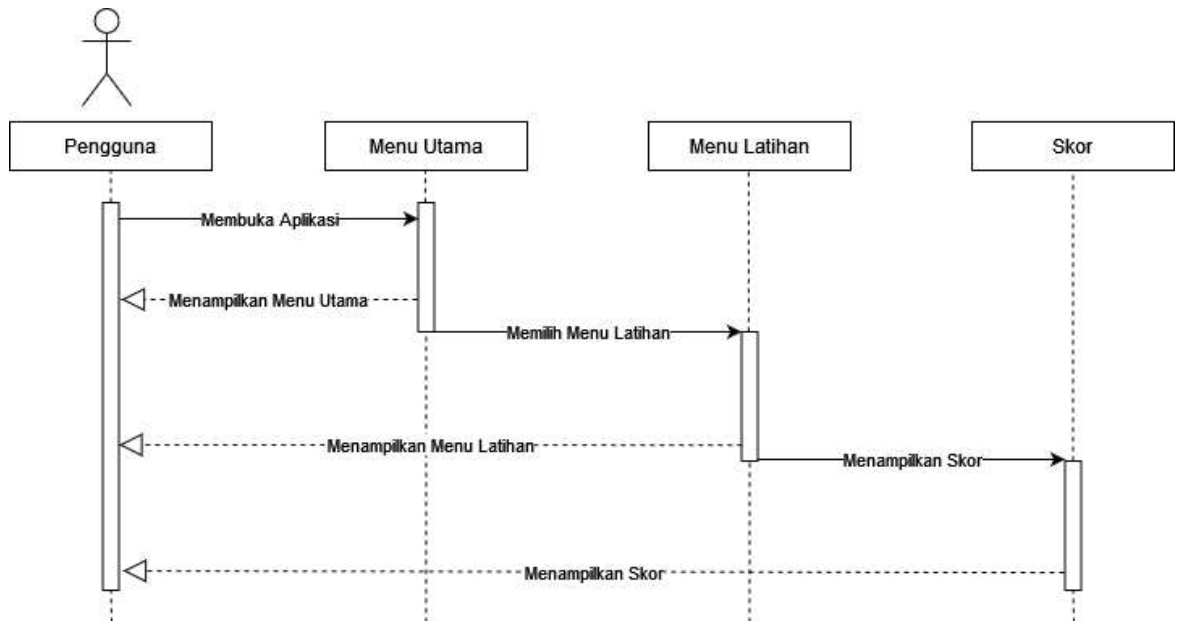 Pengguna
Menu Utama
Menu Latihan
Skor
Membuka Aplikasi
Menampilkan Menu Utama
Memilih Menu Latihan
Menampilkan Menu Latihan
Menampilkan Skor
Menampilkan Skor